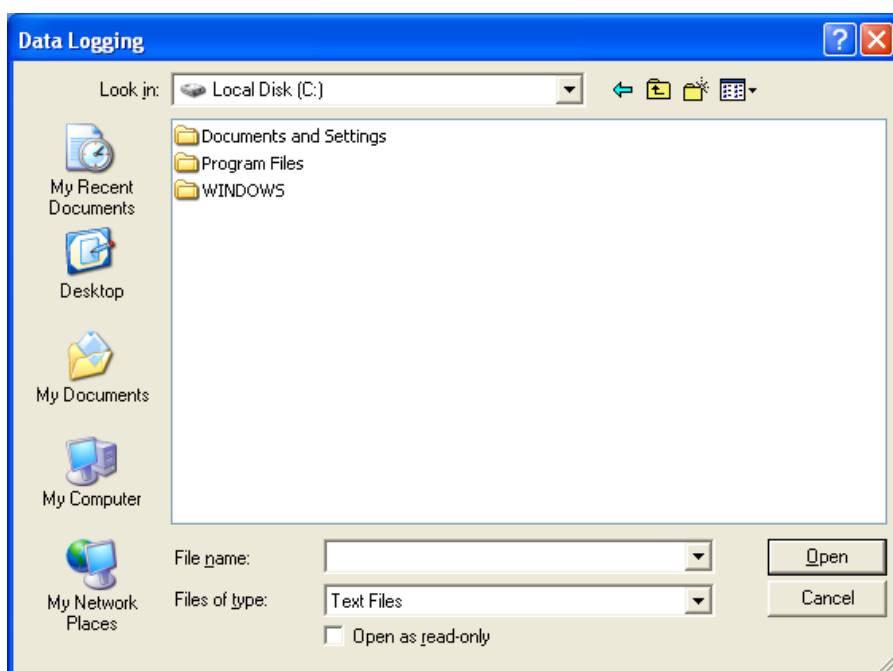 Data Logging
Look in: Local Disk (C:)
Documents and Settings
Program Files
WINDOWS
My Recent
Documents
Desktop
My Documents
My Computer
My Network
Places
File name:
Open
Files of type: Text Files
Cancel
Open as read-only